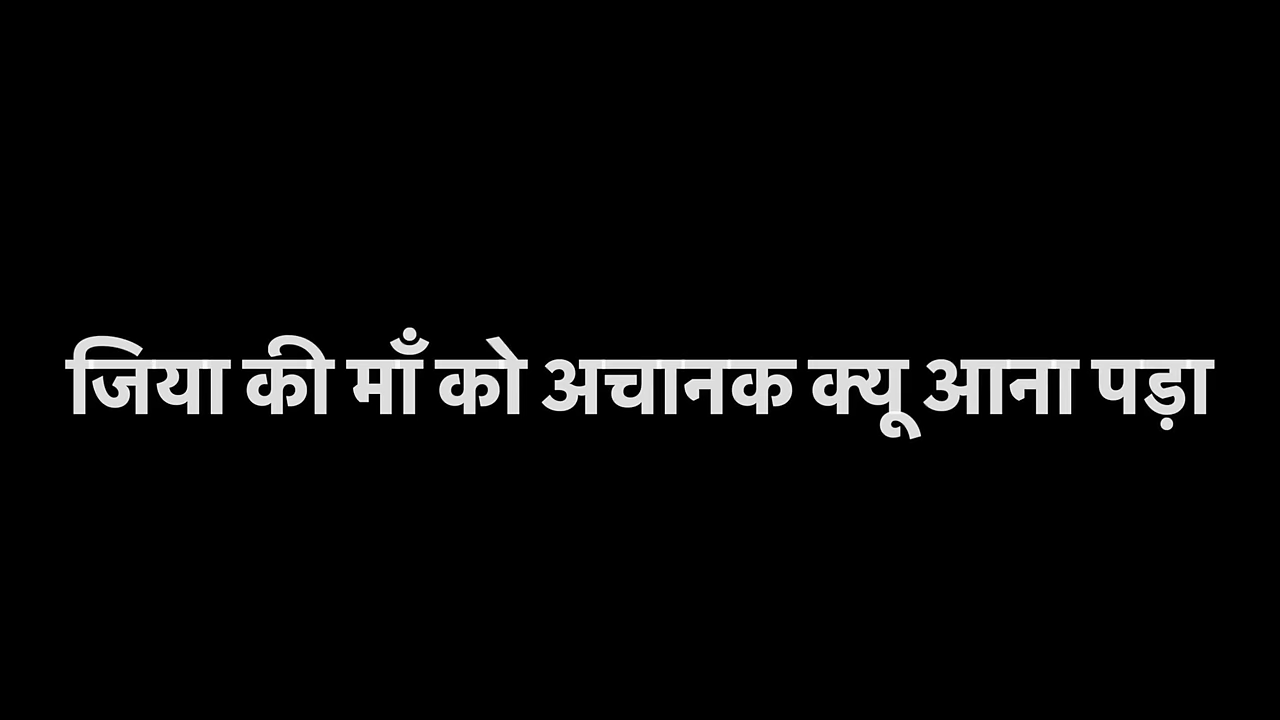 जिया की माँ को अचानक क्यू आना पड़ा